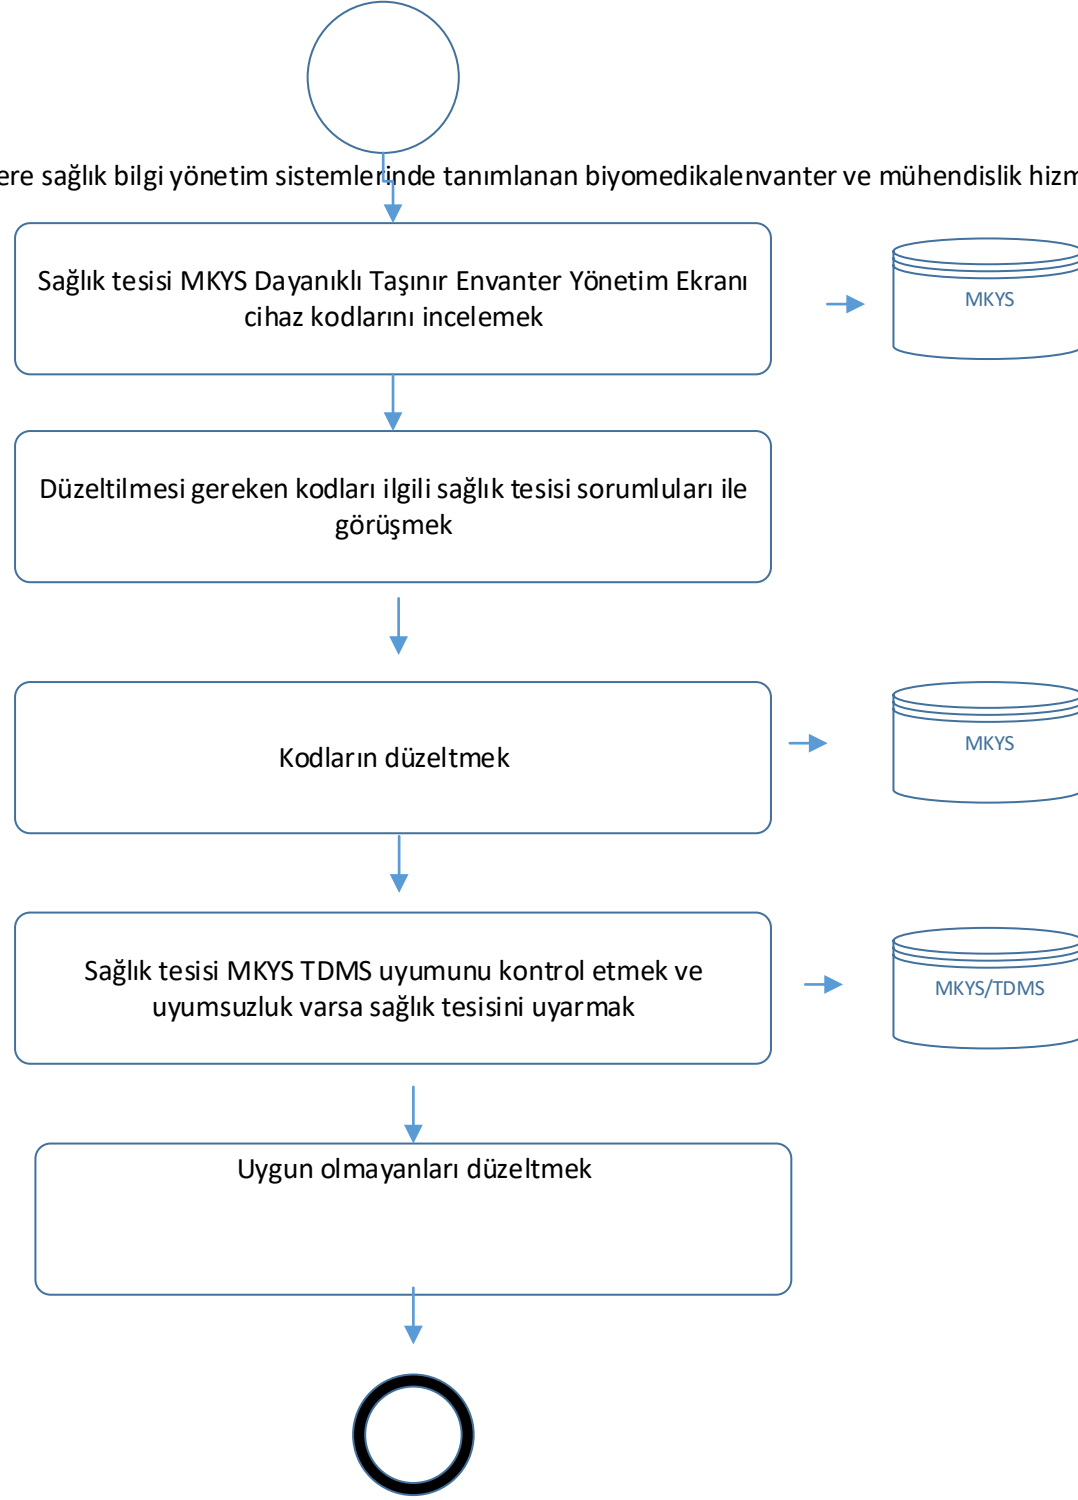 sağlık bilgi yönetim sistemlerinde tanımlanan biyomedikalenvanter ve mühendislik
Sağlık tesisi MKYS Dayanıklı Taşınır Envanter Yönetim Ekranı
cihaz kodlarını incelemek
MKYS
Düzeltilmesi gereken kodları ilgili sağlık tesisi sorumluları ile
görüşmek
Kodların düzeltmek
MKYS
Sağlık tesisi MKYS TDMS uyumunu kontrol etmek ve
uyumsuzluk varsa sağlık tesisini uyarmak
MKYS/TDMS
Uygun olmayanları düzeltmek